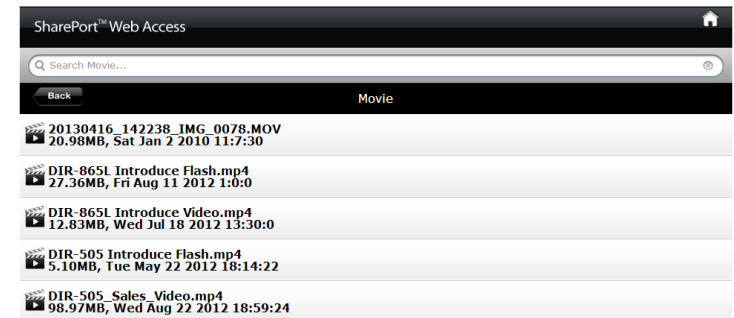 SharePort™ Web Access
Search Movie...
Back
Movie
20130416_142238_IMG_0078.MOV
20.98MB, Sat Jan 2 2010 11:7:30
DIR-865L Introduce Flash.mp4
27.36MB, Fri Aug 11 2012 1:0:0
DIR-865L Introduce Video.mp4
12.83MB, Wed Jul 18 2012 13:30:0
DIR-505 Introduce Flash.mp4
5.10MB, Tue May 22 2012 18:14:22
DIR-505_Sales_Video.mp4
98.97MB, Wed Aug 22 2012 18:59:24